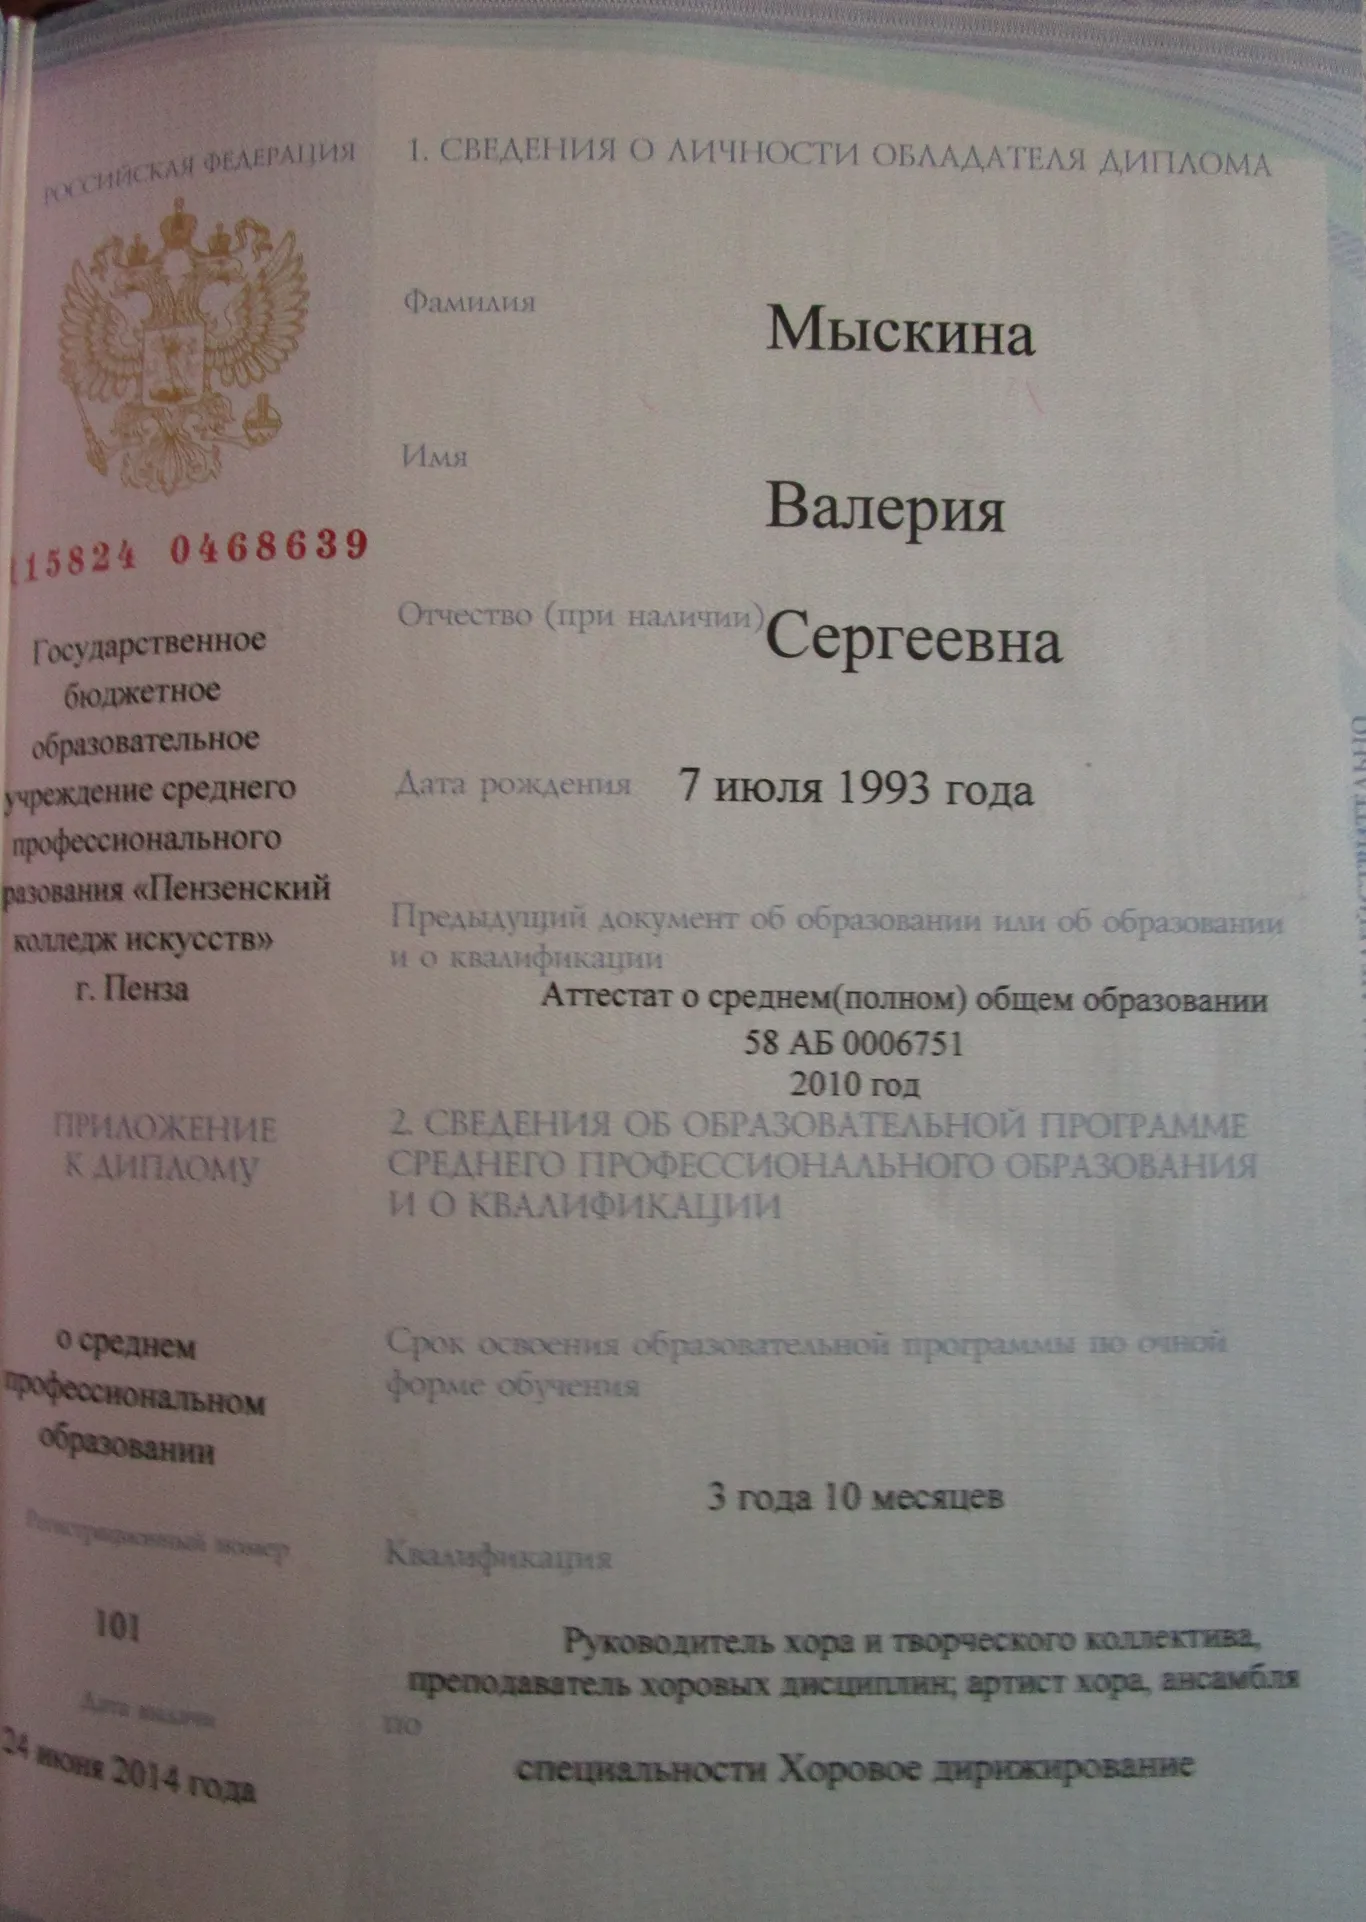 РОССИЙСКАЯ ФЕДЕРАЦИЯ
115824 0468639
Государственное
бюджетное
образовательное
учреждение среднего
профессионального
разования «Пензенский
колледж искусств»
г. Пенза
ПРИЛОЖЕНИЕ
К ДИПЛОМУ
о среднем
профессиональном
образовании
Регистрационный номер
101
Дата выдачи
24 июня 2014 года
1. СВЕДЕНИЯ О ЛИЧНОСТИ ОБЛАДАТЕЛЯ ДИПЛОМА
Фамилия
Мыскина
Имя
Валерия
Отчество (при наличии) Сергеевна
Дата рождения 7 июля 1993 года
Предыдущий документ об образовании или об образовании
и о квалификации
Аттестат о среднем(полном) общем образовании
58 АБ 0006751
2010 год
2. СВЕДЕНИЯ ОБ ОБРАЗОВАТЕЛЬНОЙ ПРОГРАММЕ
СРЕДНЕГО ПРОФЕССИОНАЛЬНОГО ОБРАЗОВАНИЯ
И О КВАЛИФИКАЦИИ
Срок освоения образовательной программы по очной
форме обучения
3 года 10 месяцев
Квалификация
Руководитель хора и творческого коллектива,
преподаватель хоровых дисциплин; артист хора, ансамбля
по
специальности Хоровое дирижирование